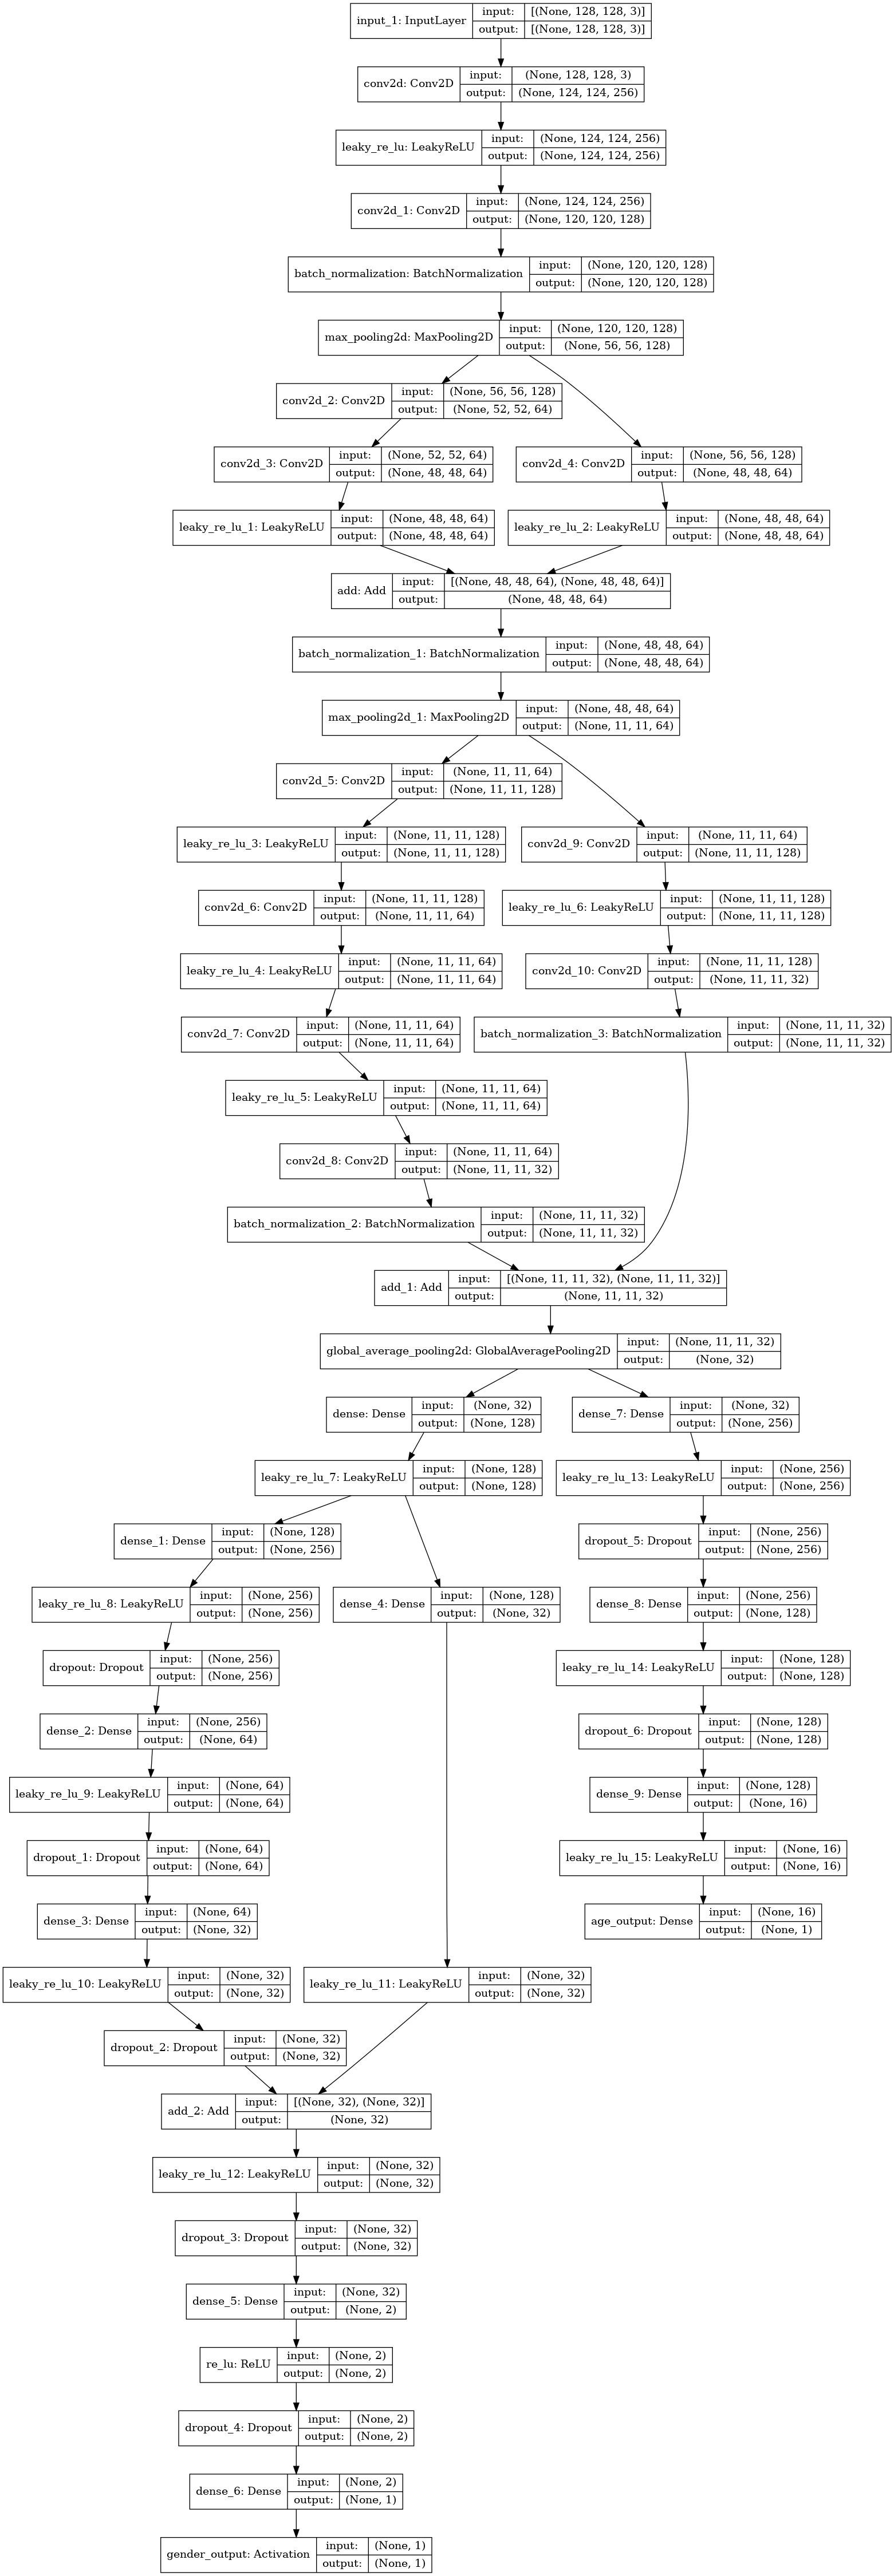 input_1: InputLayer
input: [(None, 128, 128, 3)]
output: [(None, 128, 128, 3)]
conv2d: Conv2D
input: (None, 128, 128, 3)
output: (None, 124, 124, 256)
leaky_re_lu: LeakyReLU
input: (None, 124, 124, 256)
output: (None, 124, 124, 256)
conv2d_1: Conv2D
input: (None, 124, 124, 256)
output: (None, 120, 120, 128)
batch_normalization: BatchNormalization
input: (None, 120, 120, 128)
output: (None, 120, 120, 128)
max_pooling2d: MaxPooling2D
input: (None, 120, 120, 128)
output: (None, 56, 56, 128)
conv2d_2: Conv2D
input: (None, 56, 56, 128)
output: (None, 52, 52, 64)
conv2d_3: Conv2D
input: (None, 52, 52, 64)
output: (None, 48, 48, 64)
conv2d_4: Conv2D
input: (None, 56, 56, 128)
output: (None, 48, 48, 64)
leaky_re_lu_1: LeakyReLU
input: (None, 48, 48, 64)
output: (None, 48, 48, 64)
leaky_re_lu_2: LeakyReLU
input: (None, 48, 48, 64)
output: (None, 48, 48, 64)
add: Add
input: [(None, 48, 48, 64), (None, 48, 48, 64)]
output: (None, 48, 48, 64)
batch_normalization_1: BatchNormalization
input: (None, 48, 48, 64)
output: (None, 48, 48, 64)
max_pooling2d_1: MaxPooling2D
input: (None, 48, 48, 64)
output: (None, 11, 11, 64)
conv2d_5: Conv2D
input: (None, 11, 11, 64)
output: (None, 11, 11, 128)
leaky_re_lu_3: LeakyReLU
input: (None, 11, 11, 128)
output: (None, 11, 11, 128)
conv2d_9: Conv2D
input: (None, 11, 11, 64)
output: (None, 11, 11, 128)
conv2d_6: Conv2D
input: (None, 11, 11, 128)
output: (None, 11, 11, 64)
leaky_re_lu_6: LeakyReLU
input: (None, 11, 11, 128)
output: (None, 11, 11, 128)
leaky_re_lu_4: LeakyReLU
input: (None, 11, 11, 64)
output: (None, 11, 11, 64)
conv2d_10: Conv2D
input: (None, 11, 11, 128)
output: (None, 11, 11, 32)
conv2d_7: Conv2D
input: (None, 11, 11, 64)
output: (None, 11, 11, 64)
batch_normalization_3: BatchNormalization
input: (None, 11, 11, 32)
output: (None, 11, 11, 32)
leaky_re_lu_5: LeakyReLU
input: (None, 11, 11, 64)
output: (None, 11, 11, 64)
conv2d_8: Conv2D
input: (None, 11, 11, 64)
output: (None, 11, 11, 32)
batch_normalization_2: BatchNormalization
input: (None, 11, 11, 32)
output: (None, 11, 11, 32)
add_1: Add
input: [(None, 11, 11, 32), (None, 11, 11, 32)]
output: (None, 11, 11, 32)
global_average_pooling2d: GlobalAveragePooling2D
input: (None, 11, 11, 32)
output: (None, 32)
dense: Dense
input: (None, 32)
output: (None, 128)
dense_7: Dense
input: (None, 32)
output: (None, 256)
leaky_re_lu_7: LeakyReLU
input: (None, 128)
output: (None, 128)
leaky_re_lu_13: LeakyReLU
input: (None, 256)
output: (None, 256)
dense_1: Dense
input: (None, 128)
output: (None, 256)
dropout_5: Dropout
input: (None, 256)
output: (None, 256)
leaky_re_lu_8: LeakyReLU
input: (None, 256)
output: (None, 256)
dense_4: Dense
input: (None, 128)
output: (None, 32)
dense_8: Dense
input: (None, 256)
output: (None, 128)
dropout: Dropout
input: (None, 256)
output: (None, 256)
leaky_re_lu_14: LeakyReLU
input: (None, 128)
output: (None, 128)
dense_2: Dense
input: (None, 256)
output: (None, 64)
dropout_6: Dropout
input: (None, 128)
output: (None, 128)
leaky_re_lu_9: LeakyReLU
input: (None, 64)
output: (None, 64)
dense_9: Dense
input: (None, 128)
output: (None, 16)
dropout_1: Dropout
input: (None, 64)
output: (None, 64)
leaky_re_lu_15: LeakyReLU
input: (None, 16)
output: (None, 16)
dense_3: Dense
input: (None, 64)
output: (None, 32)
age_output: Dense
input: (None, 16)
output: (None, 1)
leaky_re_lu_10: LeakyReLU
input: (None, 32)
output: (None, 32)
leaky_re_lu_11: LeakyReLU
input: (None, 32)
output: (None, 32)
dropout_2: Dropout
input: (None, 32)
output: (None, 32)
add_2: Add
input: [(None, 32), (None, 32)]
output: (None, 32)
leaky_re_lu_12: LeakyReLU
input: (None, 32)
output: (None, 32)
dropout_3: Dropout
input: (None, 32)
output: (None, 32)
dense_5: Dense
input: (None, 32)
output: (None, 2)
re_lu: ReLU
input: (None, 2)
output: (None, 2)
dropout_4: Dropout
input: (None, 2)
output: (None, 2)
dense_6: Dense
input: (None, 2)
output: (None, 1)
gender_output: Activation
input: (None, 1)
output: (None, 1)